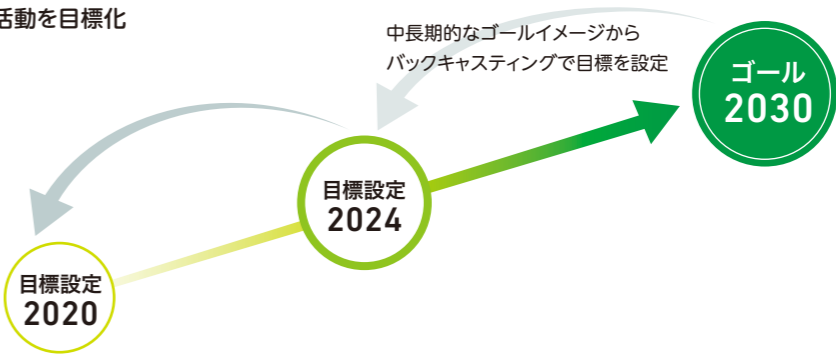 活動を目標化
中長期的なゴールイメージから
バックキャスティングで目標を設定
ゴール
2030
目標設定
2024
目標設定
2020